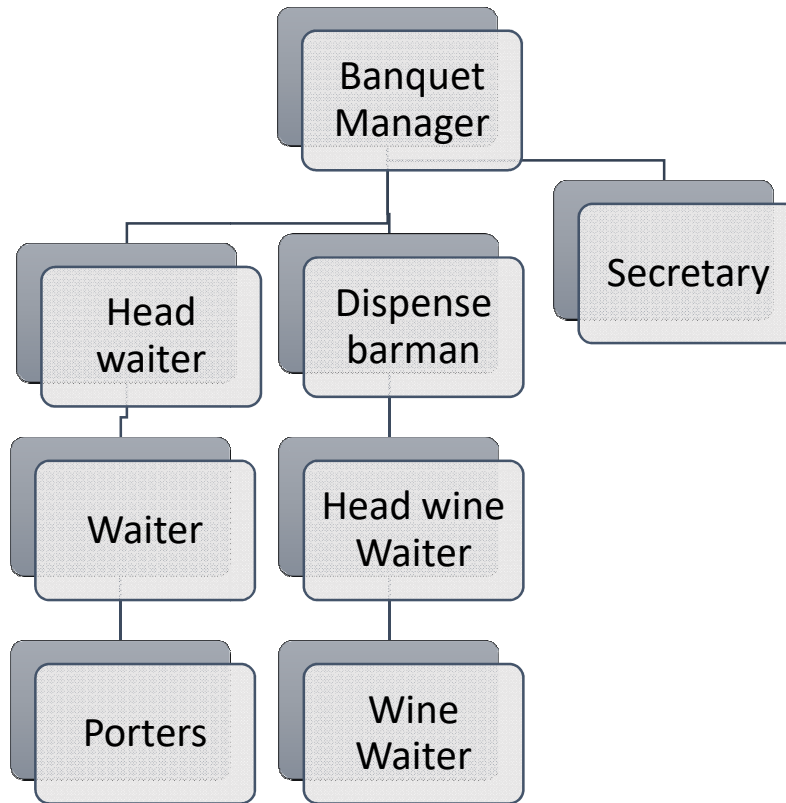 Banquet
Manager
Secretary
Head
waiter
Dispense
barman
Waiter
Head wine
Waiter
Porters
Wine
Waiter